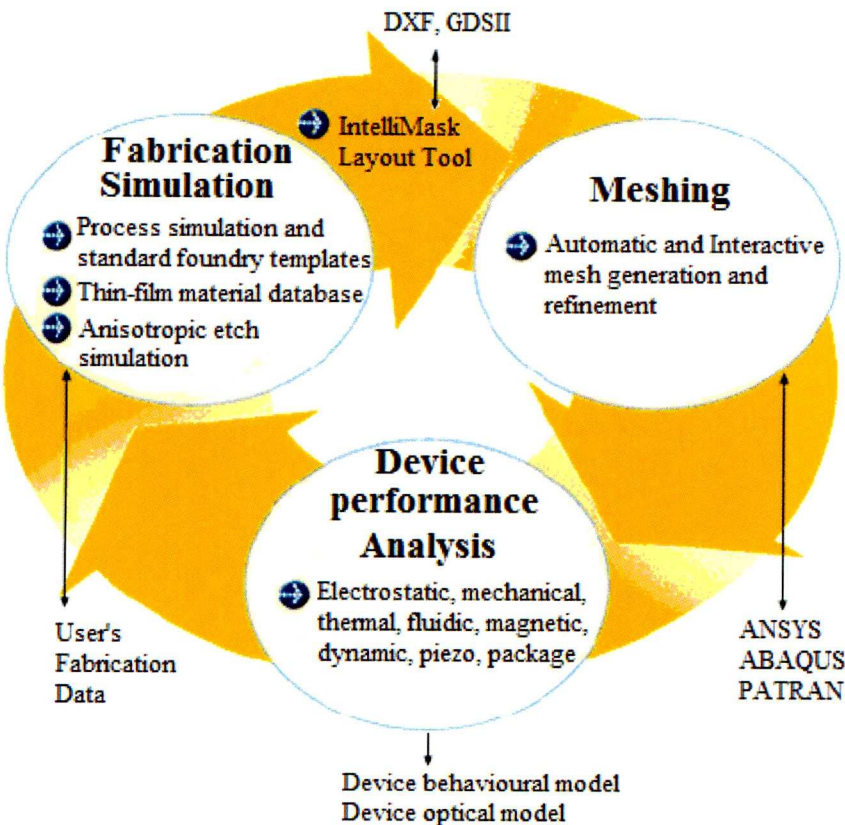 DXF, GDSII
IntelliMask
Layout Tool
Fabrication
Simulation
Process simulation and
standard foundry templates
Thin-film material database
Anisotropic etch
simulation
Meshing
Automatic and Interactive
mesh generation and
refinement
Device
performance
Analysis
Electrostatic, mechanical,
thermal, fluidic, magnetic,
dynamic, piezo, package
User's
Fabrication
Data
ANSYS
ABAQUS
PATRAN
Device behavioural model
Device optical model